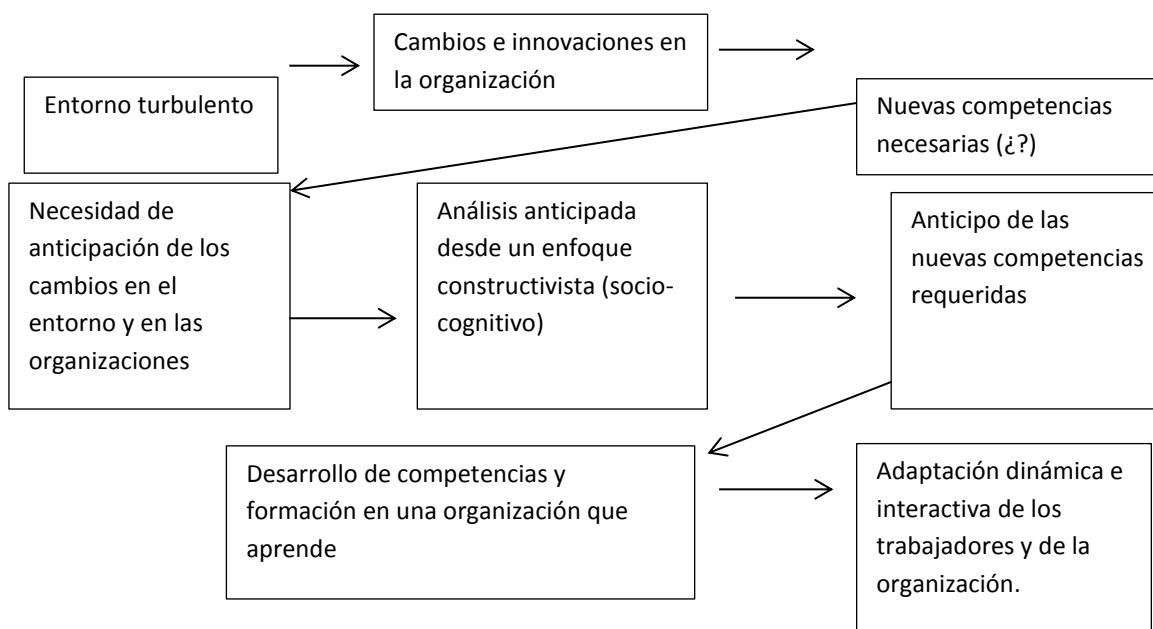 Cambios e innovaciones en
la organización
Entorno turbulento
Nuevas competencias
necesarias (¿?)
Necesidad de
anticipación de los
cambios en el
entorno y en las
organizaciones
Análisis anticipada
desde un enfoque
constructivista (socio-
cognitivo)
Anticipo de las
nuevas competencias
requeridas
Desarrollo de competencias y
formación en una organización que
aprende
Adaptación dinámica e
interactiva de los
trabajadores y de la
organización.